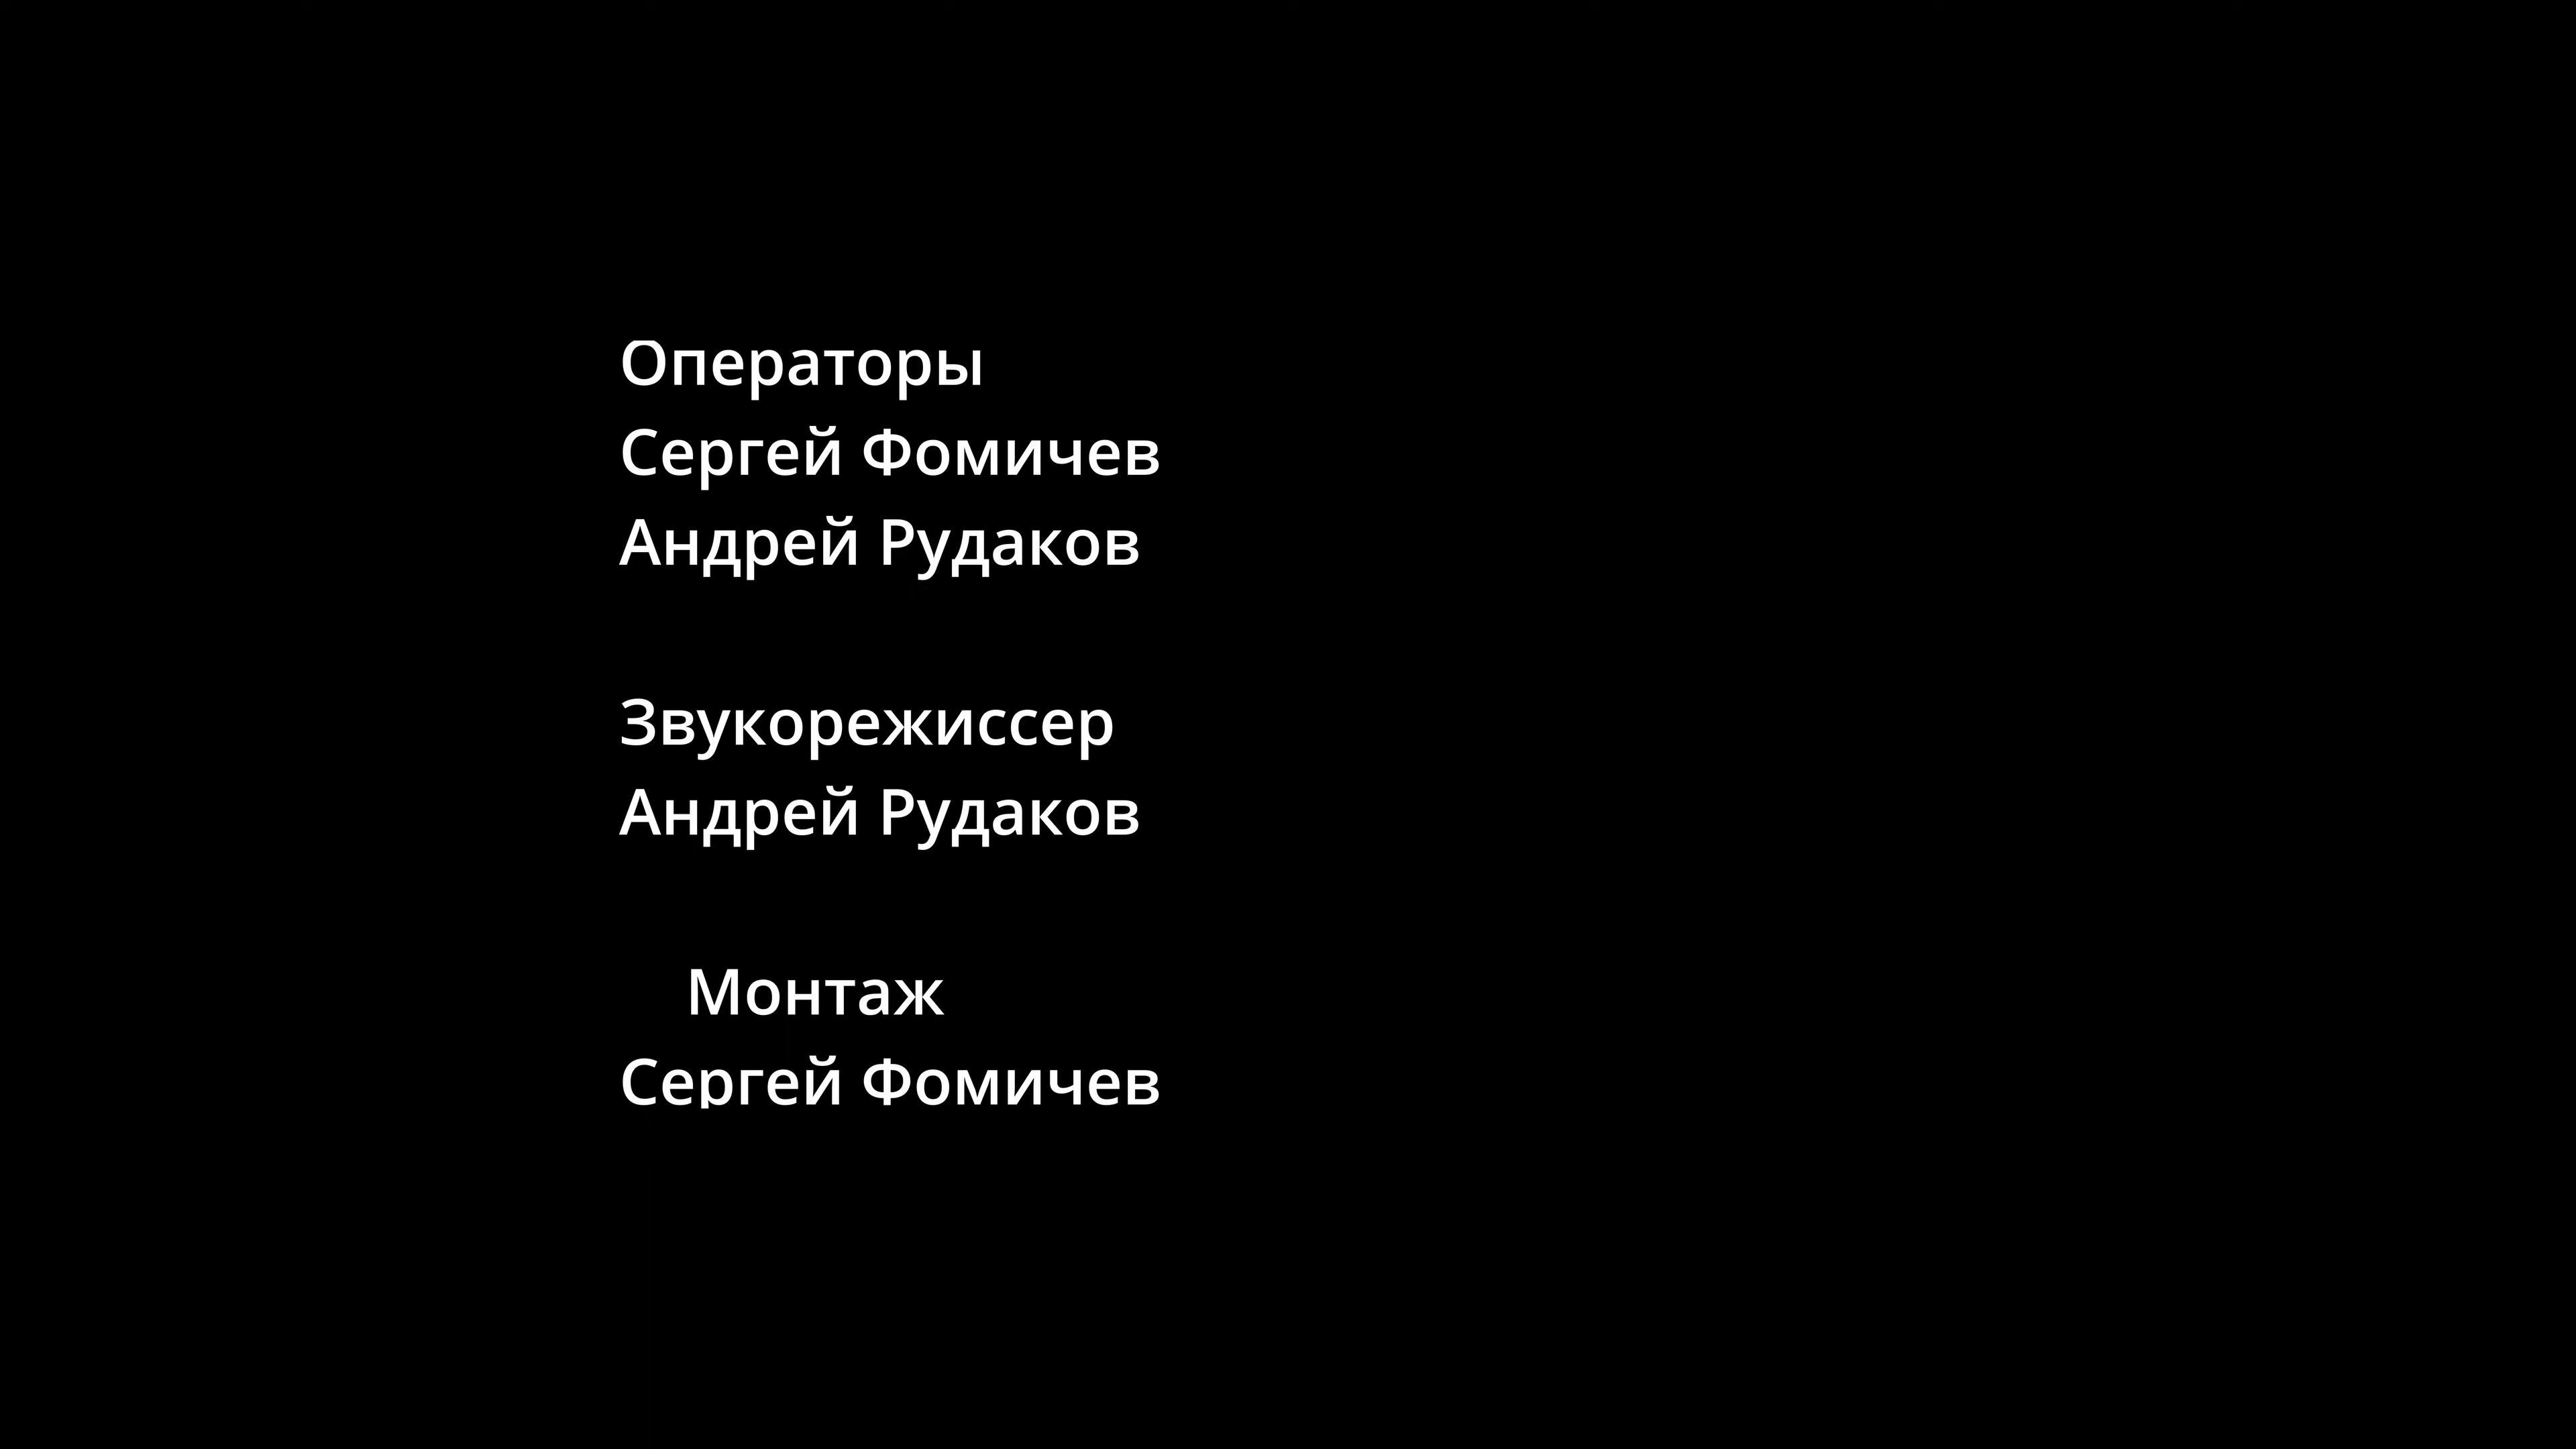 Операторы
Сергей Фомичев
Андрей Рудаков
Звукорежиссер
Андрей Рудаков
Монтаж
Сергей Фомичев